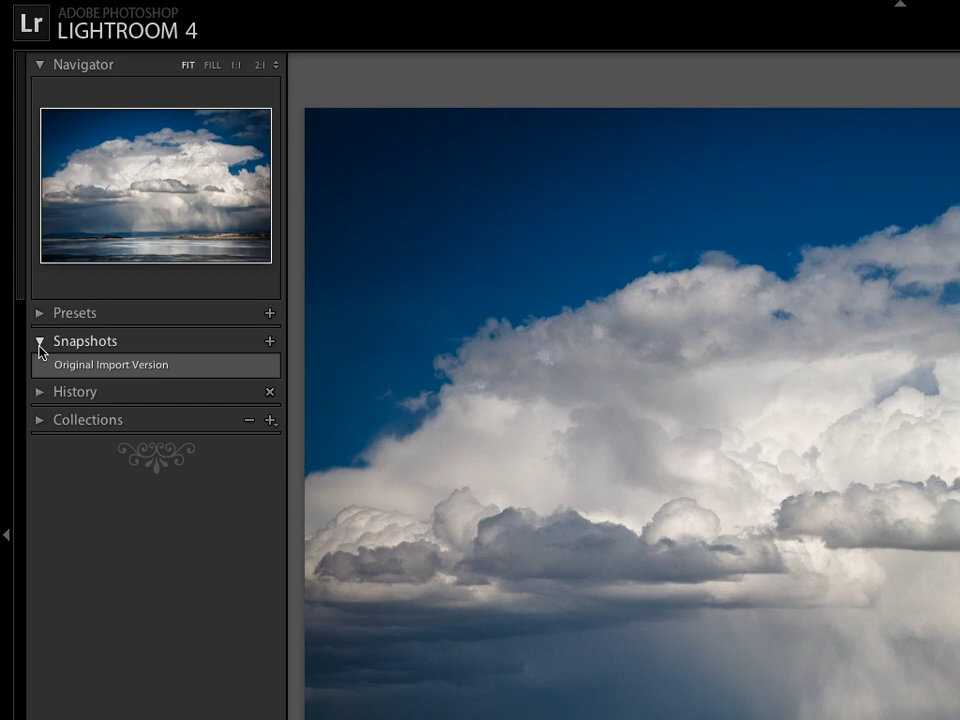 Lr
ADOBE PHOTOSHOP
LIGHTROOM 4
Navigator FIT FILL 1:1 2:1
Presets
Snapshots
Original Import Version
History
Collections